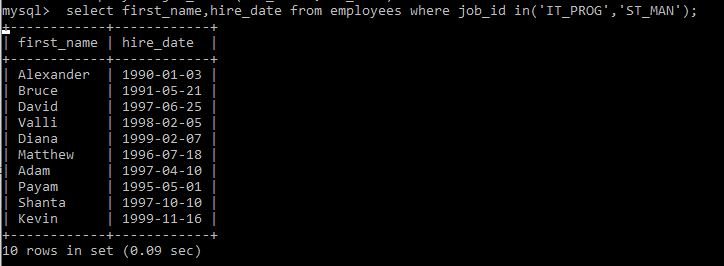 mysql>  select first_name,hire_date from employees where job_id in('IT_PROG','ST_MAN');
+------------+------------+
| first_name | hire_date  |
+------------+------------+
| Alexander  | 1990-01-03 |
| Bruce      | 1991-05-21 |
| David      | 1997-06-25 |
| Valli      | 1998-02-05 |
| Diana      | 1999-02-07 |
| Matthew    | 1996-07-18 |
| Adam       | 1997-04-10 |
| Payam      | 1995-05-01 |
| Shanta     | 1997-10-10 |
| Kevin      | 1999-11-16 |
+------------+------------+
10 rows in set (0.09 sec)